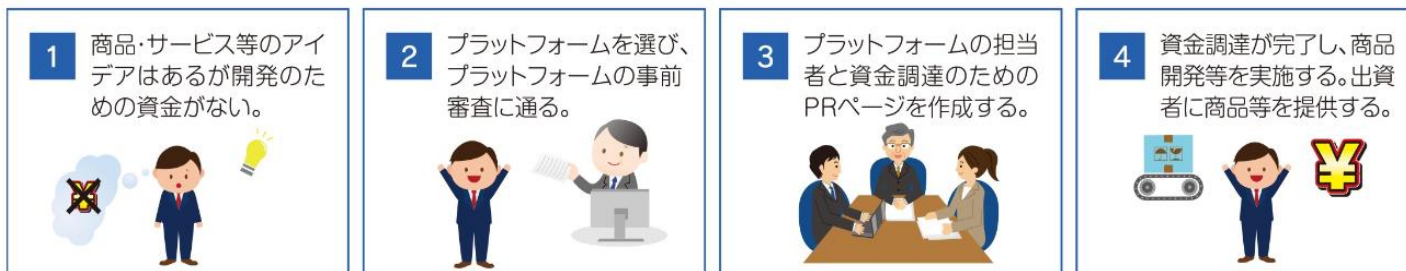 1
商品・サービス等のアイ
デアはあるが開発のた
めの資金がない。
¥
2
プラットフォームを選び、
プラットフォームの事前
審査に通る。
3
プラットフォームの担当
者と資金調達のための
PRページを作成する。
4
資金調達が完了し、商品
開発等を実施する。出資
者に商品等を提供する。
¥